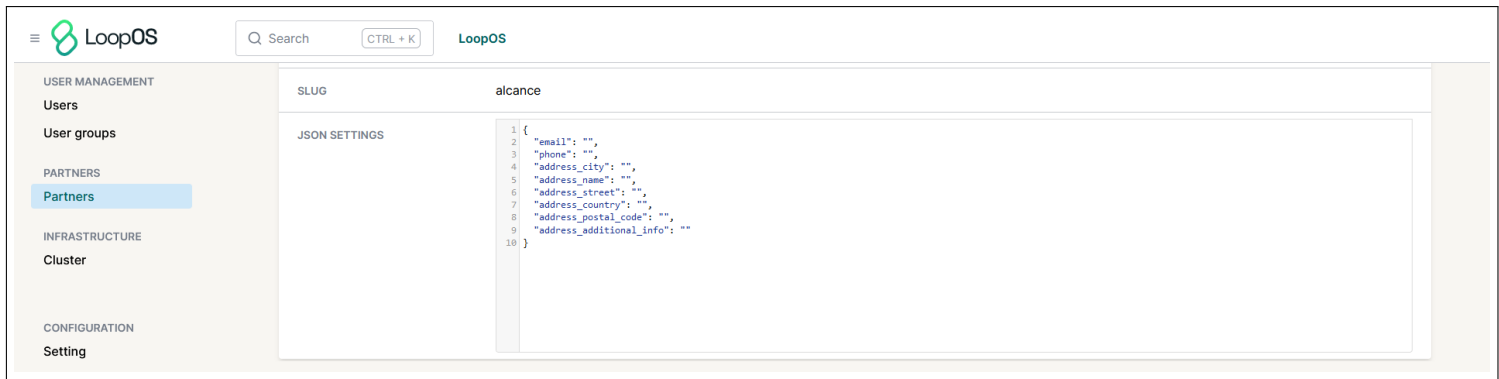 LoopOS
Search CTRL + K
LoopOS
USER MANAGEMENT
Users
User groups
PARTNERS
Partners
INFRASTRUCTURE
Cluster
CONFIGURATION
Setting
SLUG alcance
JSON SETTINGS
1 {
2 "email": "",
3 "phone": "",
4 "address_city": "",
5 "address_name": "",
6 "address_street": "",
7 "address_country": "",
8 "address_postal_code": "",
9 "address_additional_info": ""
10 }